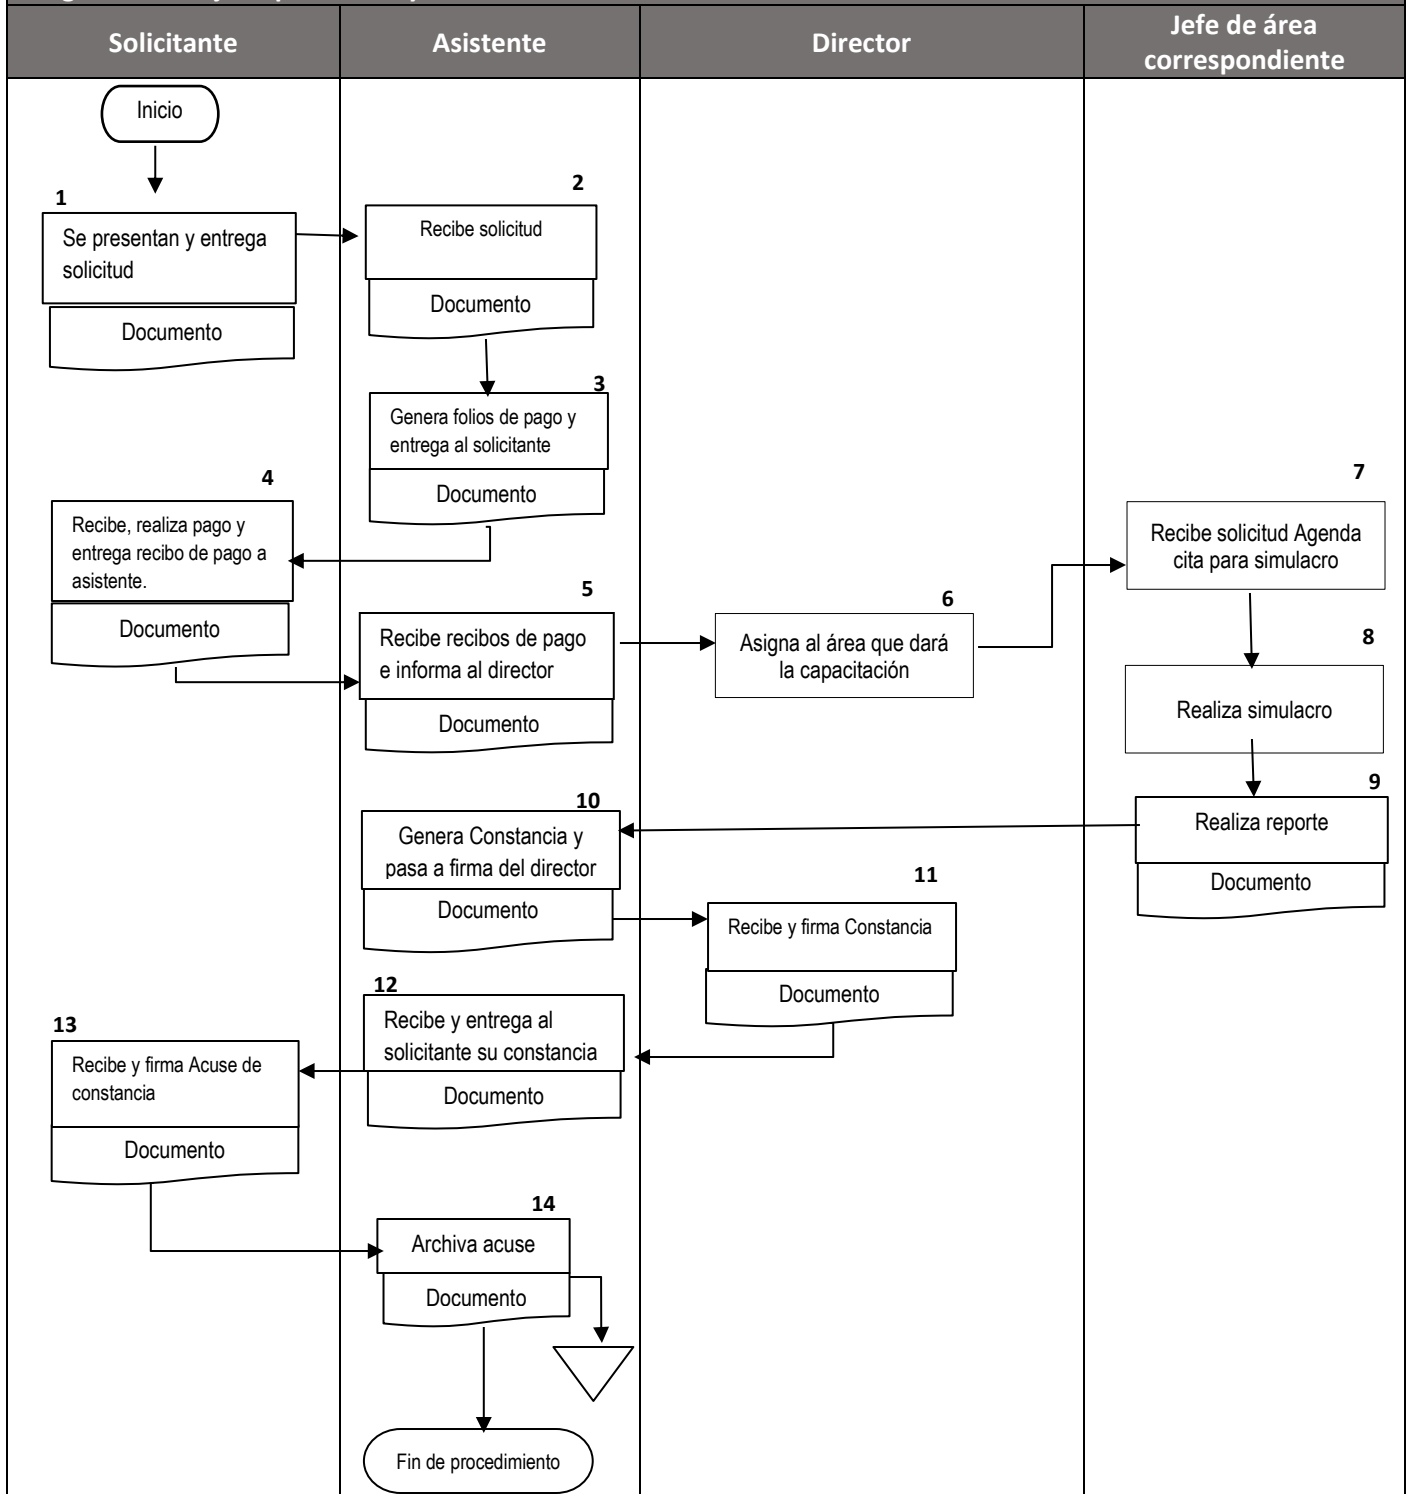 Solicitante
Asistente
Director
Jefe de área
correspondiente
Inicio
1
Se presentan y entrega
solicitud
Documento
2
Recibe solicitud
Documento
3
Genera folios de pago y
entrega al solicitante
Documento
4
Recibe, realiza pago y
entrega recibo de pago a
asistente.
Documento
5
Recibe recibos de pago
e informa al director
Documento
6
Asigna al área que dará
la capacitación
7
Recibe solicitud Agenda
cita para simulacro
8
Realiza simulacro
9
Realiza reporte
Documento
10
Genera Constancia y
pasa a firma del director
Documento
11
Recibe y firma Constancia
Documento
12
Recibe y entrega al
solicitante su constancia
Documento
13
Recibe y firma Acuse de
constancia
Documento
14
Archiva acuse
Documento
Fin de procedimiento